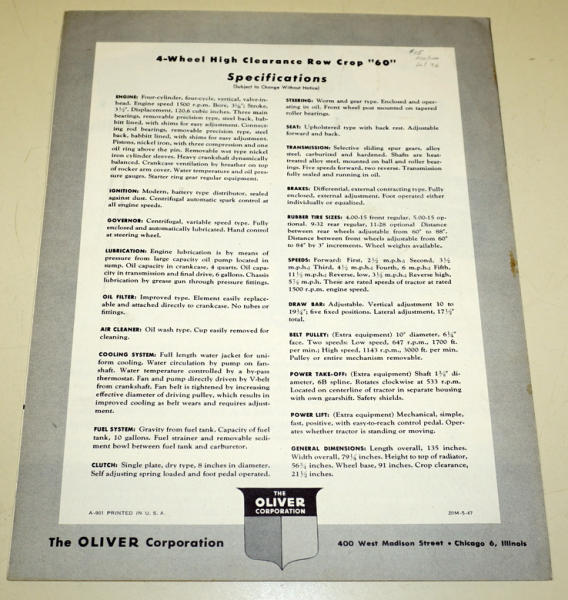 4-Wheel High Clearance Row Crop "60"
Specifications
(Subject to Change Without Notice)
ENGINE: Four-cylinder, four-cycle, vertical, valve-in-
head. Engine speed 1500 r.p.m. Bore, 3 5/16"; Stroke,
3½". Displacement, 120.6 cubic inches. Three main
bearings, removable precision type, steel back, bab-
bitt lined, with shims for easy adjustment. Connect-
ing rod bearings, removable precision type, steel
back, babbitt lined, with shims for easy adjustment.
Pistons, nickel iron, with three compression and one
oil ring above the pin. Removable wet type nickel
iron cylinder sleeves. Heavy crankshaft dynamically
balanced. Crankcase ventilation by breather on top
of rocker arm cover. Water temperature and oil pres-
sure gauges. Starter ring gear regular equipment.
IGNITION: Modern, battery type distributor, sealed
against dust. Centrifugal automatic spark control at
all engine speeds.
GOVERNOR: Centrifugal, variable speed type. Fully
enclosed and automatically lubricated. Hand control
at steering wheel.
LUBRICATION: Engine lubrication is by means of
pressure from large capacity oil pump located in
sump. Oil capacity in crankcase, 4 quarts. Oil capa-
city in transmission and final drive, 6 gallons. Chassis
lubrication by grease gun through pressure fittings.
OIL FILTER: Improved type. Element easily replace-
able and attached directly to crankcase. No tubes or
fittings.
AIR CLEANER: Oil wash type. Cup easily removed for
cleaning.
COOLING SYSTEM: Full length water jacket for uni-
form cooling. Water circulation by pump on fan-
shaft. Water temperature controlled by a by-pass
thermostat. Fan and pump directly driven by V-belt
from crankshaft. Fan belt is tightened by increasing
effective diameter of driving pulley, which results in
improved cooling as belt wears and requires adjust-
ment.
FUEL SYSTEM: Gravity from fuel tank. Capacity of fuel
tank, 10 gallons. Fuel strainer and removable sedi-
ment bowl between fuel tank and carburetor.
CLUTCH: Single plate, dry type, 8 inches in diameter.
Self adjusting spring loaded and foot pedal operated.
STEERING: Worm and gear type. Enclosed and oper-
ating in oil. Front wheel post mounted on tapered
roller bearings.
SEAT: Upholstered type with back rest. Adjustable
forward and back.
TRANSMISSION: Selective sliding spur gears, alloy
steel, carburized and hardened. Shafts are heat-
treated alloy steel, mounted on ball and roller bear-
ings. Five speeds forward, two reverse. Transmission
fully sealed and running in oil.
BRAKES: Differential, external contracting type. Fully
enclosed, external adjustment. Foot operated either
individually or equalized.
RUBBER TIRE SIZES: 4.00-15 front regular, 5.00-15 op-
tional. 9-32 rear regular, 11-28 optional Distance
between rear wheels adjustable from 60" to 88".
Distance between front wheels adjustable from 60"
to 84" by 3" increments. Wheel weights available.
SPEEDS: Forward: First, 2½ m.p.h.; Second, 3½
m.p.h.; Third, 4½ m.p.h.; Fourth, 6 m.p.h.; Fifth,
11½ m.p.h.; Reverse, low, 3½ m.p.h.; Reverse high,
m.p.h. These are rated speeds of tractor at rated
1500 r.p.m. engine speed.
DRAW BAR: Adjustable. Vertical adjustment 10 to
19¼"; five fixed positions. Lateral adjustment, 17½"
total.
BELT PULLEY: (Extra equipment) 10" diameter,
face. Two speeds: Low speed, 647 r.p.m., 1700 ft.
per min.; High speed, 1143 r.p.m., 3000 ft. per min.
Pulley or entire mechanism removable.
POWER TAKE-OFF: (Extra equipment) Shaft 1⅜" di-
ameter, 6B spline. Rotates clockwise at 533 r.p.m.
Located on centerline of tractor in separate housing
with own gearshift. Safety shields.
POWER LIFT: (Extra equipment) Mechanical, simple,
fast, positive, with easy-to-reach control pedal. Oper-
ates whether tractor is standing or moving.
GENERAL DIMENSIONS: Length overall, 135 inches.
Width overall, 79¼ inches. Height to top of radiator,
56¾ inches. Wheel base, 91 inches. Crop clearance,
21½ inches.
A-901 PRINTED IN U. S. A.
20M-5-47
THE
OLIVER
CORPORATION
The OLIVER Corporation
400 West Madison Street • Chicago 6, Illinois